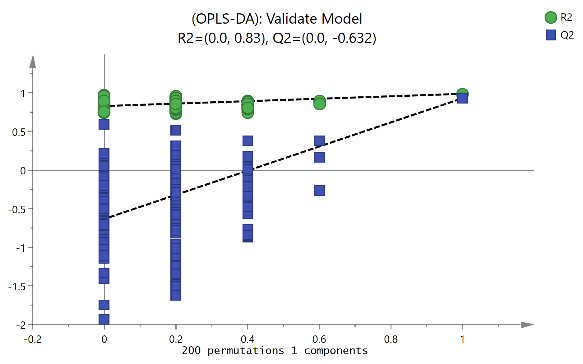 (OPLS-DA): Validate Model
R2=(0.0, 0.83), Q2=(0.0, -0.632)
R2
Q2
1
0.5
0
-0.5
-1
-1.5
-2
-0.2 0 0.2 0.4 0.6 0.8 1
200 permutations 1 components